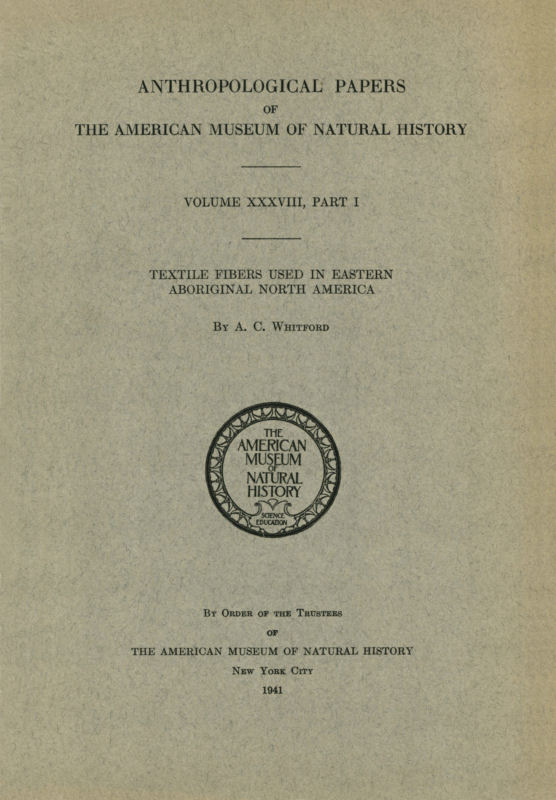 ANTHROPOLOGICAL PAPERS
OF
THE AMERICAN MUSEUM OF NATURAL HISTORY
VOLUME XXXVIII, PART I
TEXTILE FIBERS USED IN EASTERN
ABORIGINAL NORTH AMERICA
BY A. C. WHITFORD
THE
AMERICAN
MUSEUM
OF
NATURAL
HISTORY
SCIENCE
EDUCATION
BY ORDER OF THE TRUSTEES
OF
THE AMERICAN MUSEUM OF NATURAL HISTORY
NEW YORK CITY
1941